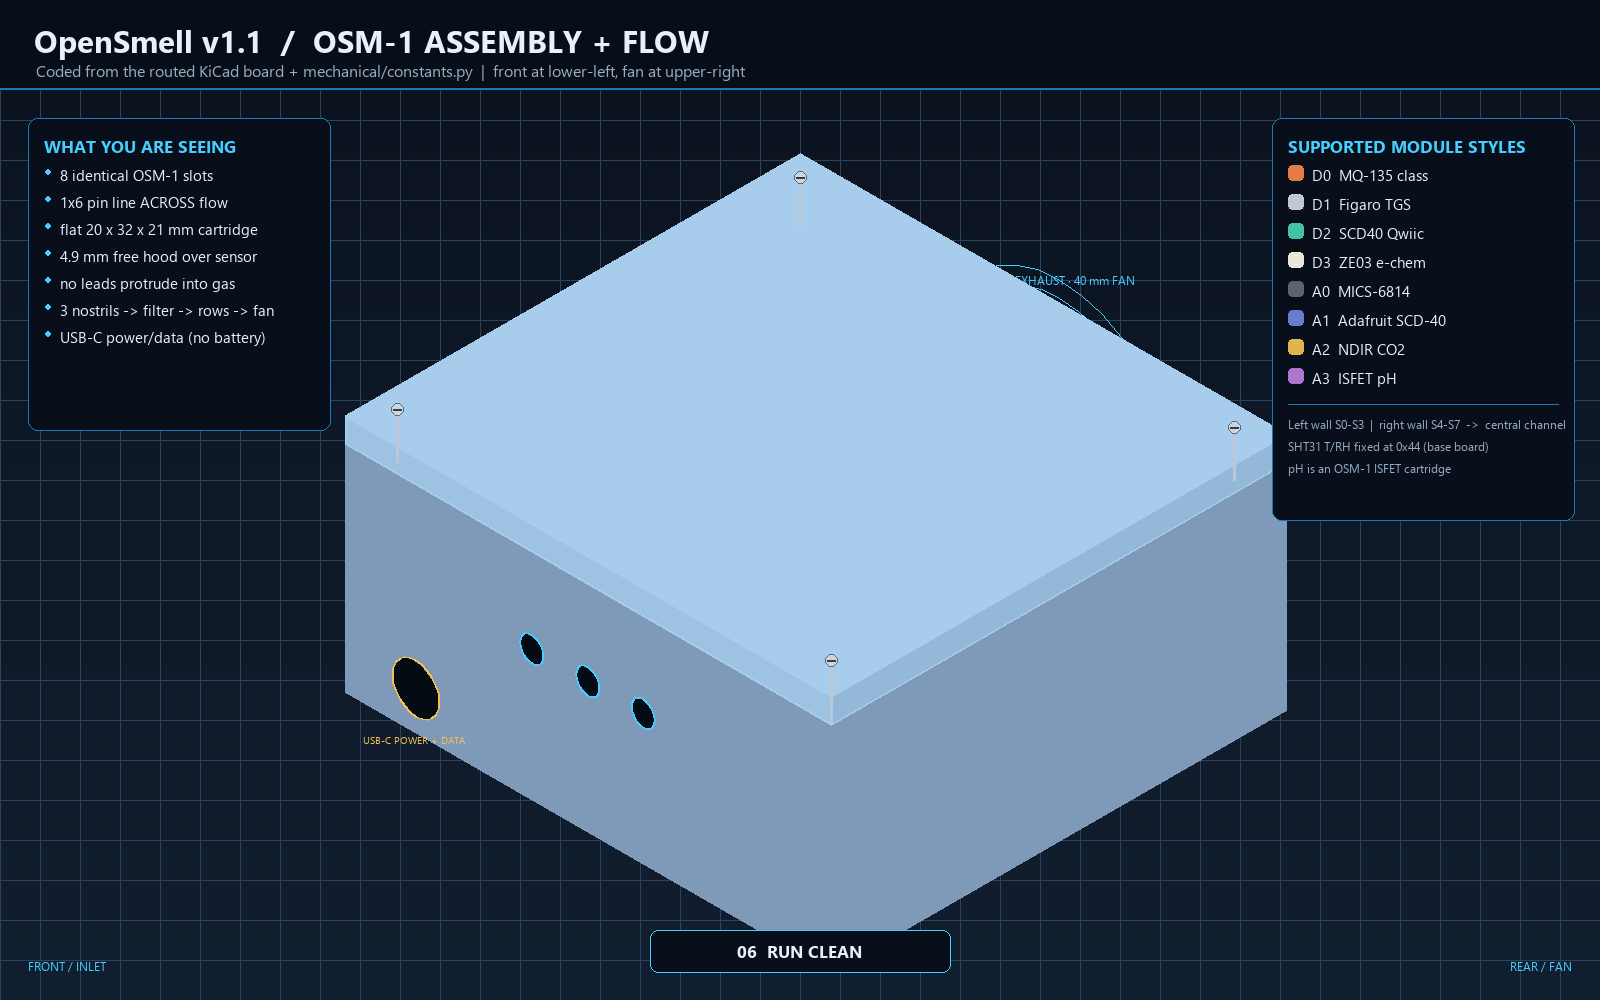 OpenSmell v1.1 / OSM-1 ASSEMBLY + FLOW
Coded from the routed KiCad board + mechanical/constants.py | front at lower-left, fan at upper-right
WHAT YOU ARE SEEING
8 identical OSM-1 slots
1x6 pin line ACROSS flow
flat 20 x 32 x 21 mm cartridge
4.9 mm free hood over sensor
no leads protrude into gas
3 nostrils -> filter -> rows -> fan
USB-C power/data (no battery)
SUPPORTED MODULE STYLES
D0 MQ-135 class
D1 Figaro TGS
D2 SCD40 Qwiic
D3 ZE03 e-chem
A0 MICS-6814
A1 Adafruit SCD-40
A2 NDIR CO2
A3 ISFET pH
Left wall S0-S3 | right wall S4-S7 -> central channel
SHT31 T/RH fixed at 0x44 (base board)
pH is an OSM-1 ISFET cartridge
EXHAUST · 40 mm FAN
USB-C POWER + DATA
06 RUN CLEAN
FRONT / INLET
REAR / FAN